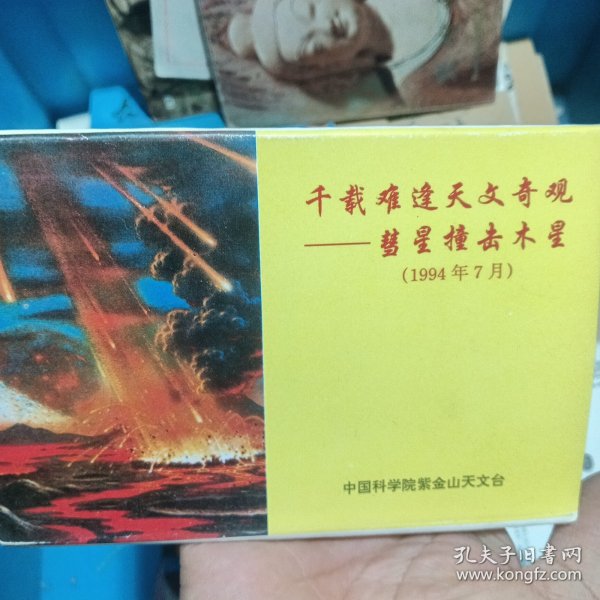 千载难逢天文奇观
——彗星撞击木星
(1994年7月)
中国科学院紫金山天文台
孔夫子旧书网
www.kongfz.com